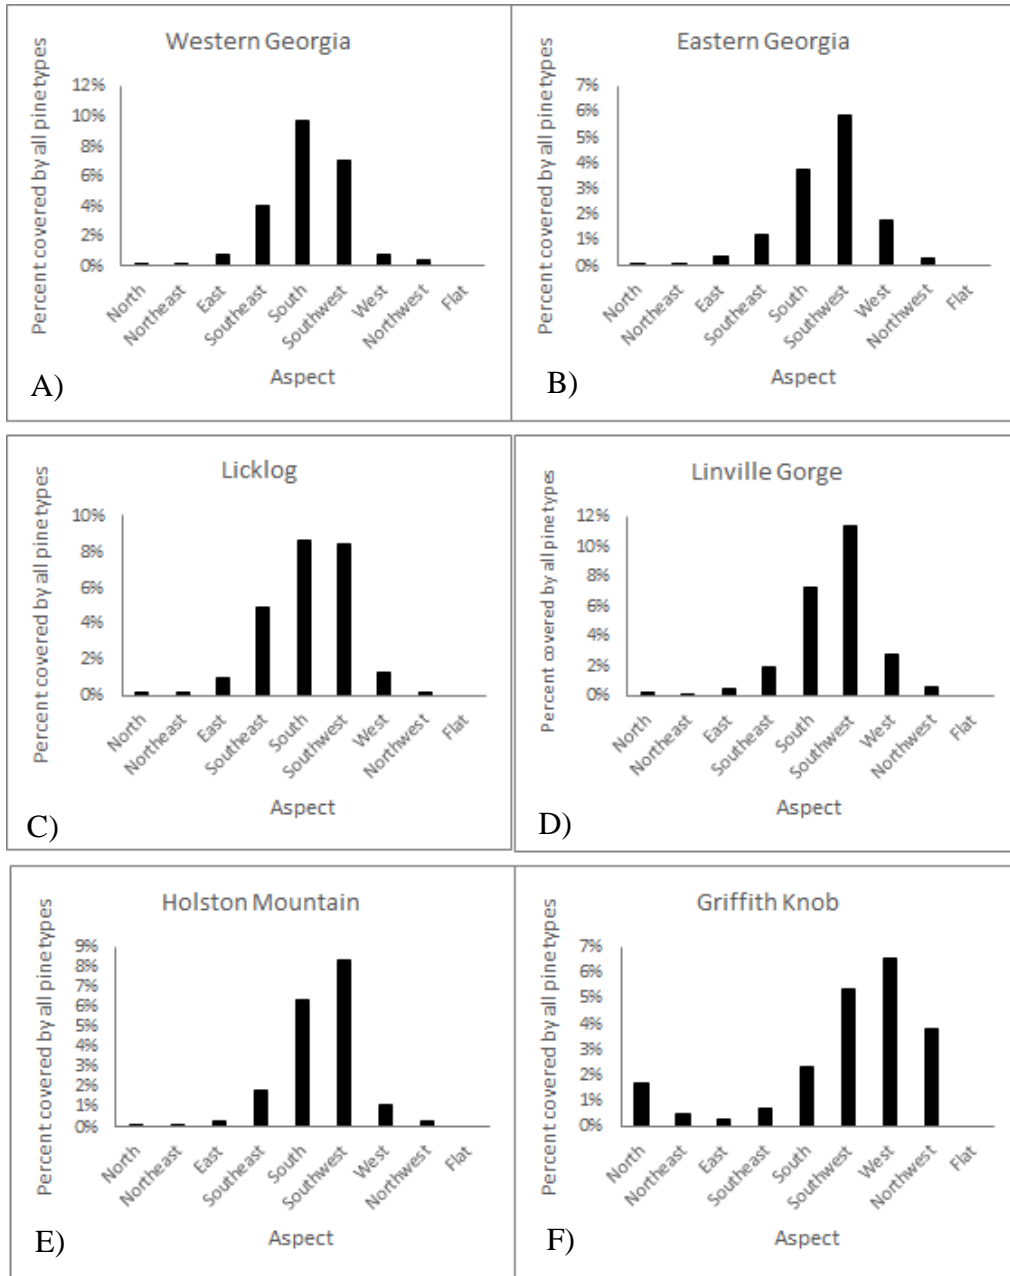 Western Georgia
Percent covered by all pine types
12%
10%
8%
6%
4%
2%
0%
North
Northeast
East
Southeast
South
Southwest
West
Northwest
Flat
Aspect
A)
Eastern Georgia
Percent covered by all pine types
7%
6%
5%
4%
3%
2%
1%
0%
North
Northeast
East
Southeast
South
Southwest
West
Northwest
Flat
Aspect
B)
Licklog
Percent covered by all pine types
10%
8%
6%
4%
2%
0%
North
Northeast
East
Southeast
South
Southwest
West
Northwest
Flat
Aspect
C)
Linville Gorge
Percent covered by all pine types
12%
10%
8%
6%
4%
2%
0%
North
Northeast
East
Southeast
South
Southwest
West
Northwest
Flat
Aspect
D)
Holston Mountain
Percent covered by all pine types
9%
8%
7%
6%
5%
4%
3%
2%
1%
0%
North
Northeast
East
Southeast
South
Southwest
West
Northwest
Flat
Aspect
E)
Griffith Knob
Percent covered by all pine types
7%
6%
5%
4%
3%
2%
1%
0%
North
Northeast
East
Southeast
South
Southwest
West
Northwest
Flat
Aspect
F)